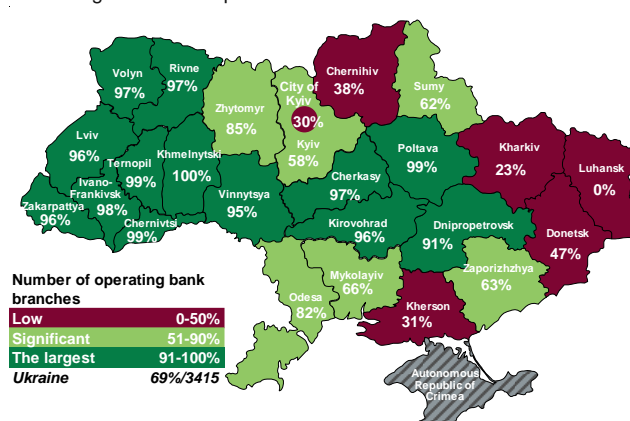 Volyn
97%
Rivne
97%
Zhytomyr
85%
City of
Kyiv
30%
Kyiv
58%
Chernihiv
38%
Sumy
62%
Lviv
96%
Ternopil
99%
Khmelnytski
100%
Ivano-
Frankivsk
98%
Zakarpattya
96%
Chernivtsi
99%
Vinnytsya
95%
Cherkasy
97%
Poltava
99%
Kharkiv
23%
Luhansk
0%
Kirovohrad
96%
Dnipropetrovsk
91%
Donetsk
47%
Zaporizhzhya
63%
Mykolayiv
66%
Odesa
82%
Kherson
31%
Autonomous
Republic of
Crimea
Number of operating bank
branches
Low 0-50%
Significant 51-90%
The largest 91-100%
Ukraine 69%/3415